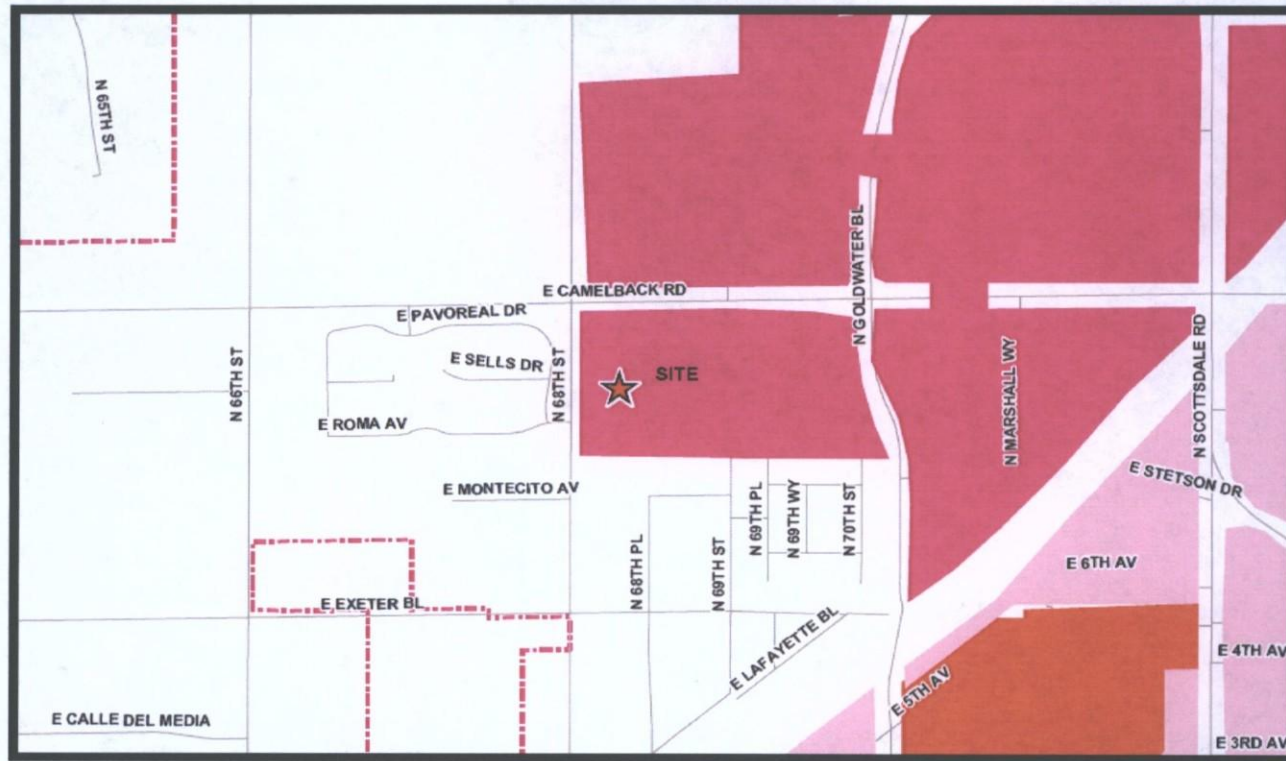 N 65TH ST
N GOLDWATER BL
E CAMELBACK RD
E PAVOREAL DR
E SELLS DR
N 66TH ST
N 68TH ST
SITE
E ROMA AV
N MARSHALL WY
N SCOTTSDALE RD
E STETSON DR
E MONTECITO AV
N 68TH PL
N 69TH ST
N 69TH PL
N 69TH WY
N 70TH ST
E 6TH AV
E EXETER BL
E LAFAYETTE BL
E 4TH AV
E 5TH AV
E CALLE DEL MEDIA
E 3RD AV